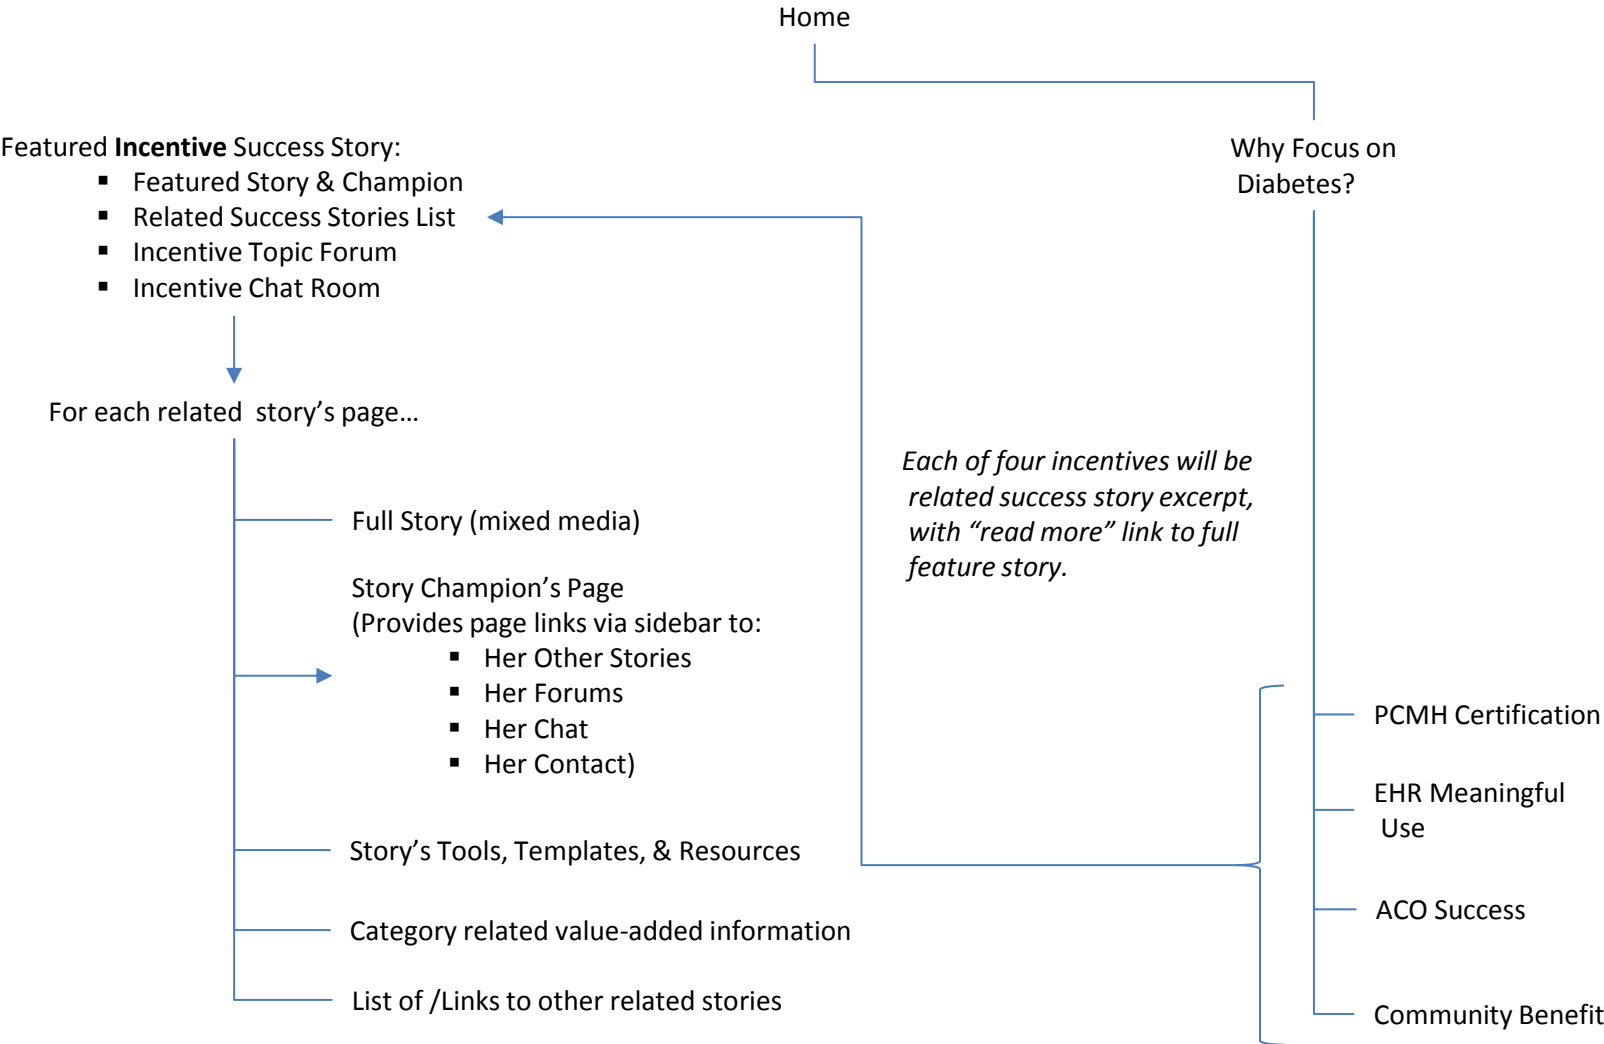 Home
Featured Incentive Success Story:
▪ Featured Story & Champion
▪ Related Success Stories List
▪ Incentive Topic Forum
▪ Incentive Chat Room
For each related  story’s page…
Full Story (mixed media)
Story Champion’s Page
(Provides page links via sidebar to:
▪ Her Other Stories
▪ Her Forums
▪ Her Chat
▪ Her Contact)
Story’s Tools, Templates, & Resources
Category related value-added information
List of /Links to other related stories
Each of four incentives will be
related success story excerpt,
with “read more” link to full
feature story.
Why Focus on
Diabetes?
PCMH Certification
EHR Meaningful
Use
ACO Success
Community Benefit